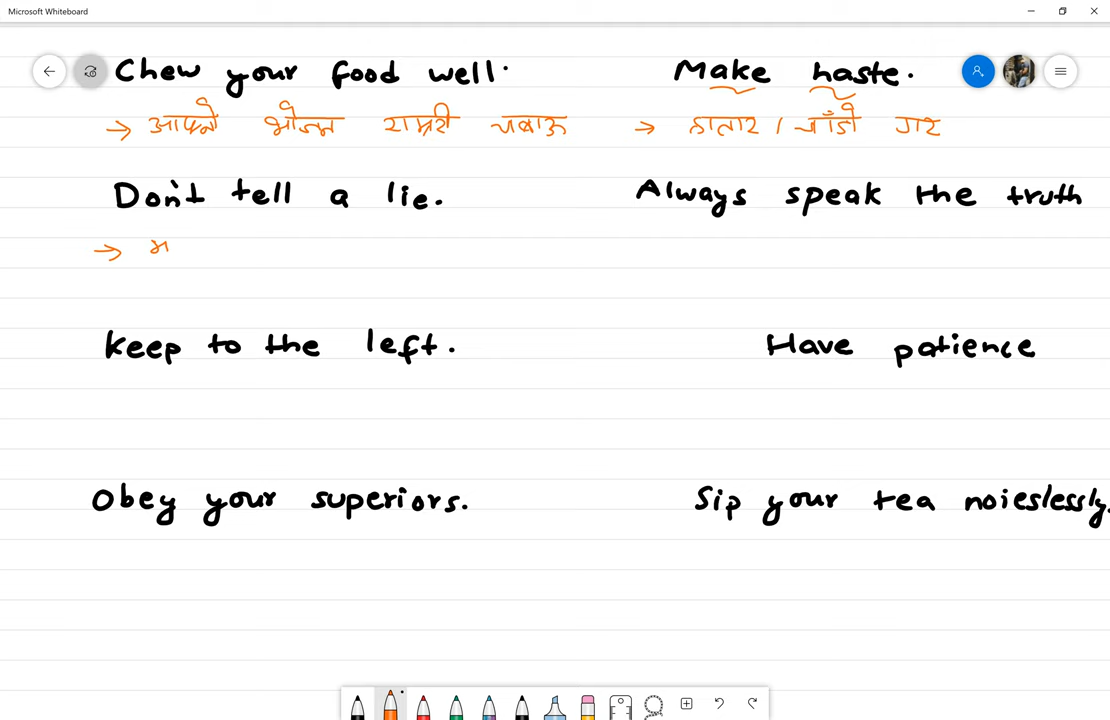 Microsoft Whiteboard
Chew your food well. Make haste.
→ आफ्नो भोजन राम्ररी चबाऊ → हतार / चाँडो गर
Don't tell a lie. Always speak the truth
→
Keep to the left. Have patience
Obey your superiors. Sip your tea noieslessly.